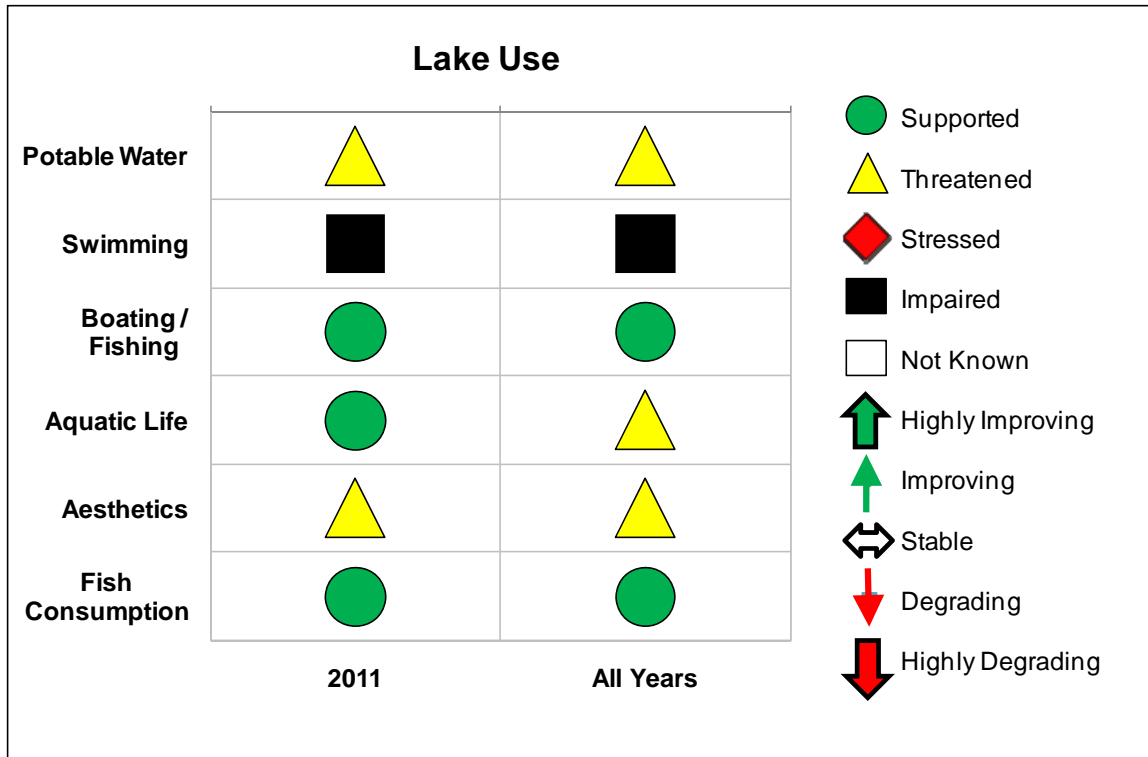 Lake Use
Potable Water
Swimming
Boating /
Fishing
Aquatic Life
Aesthetics
Fish
Consumption
2011
All Years
Supported
Threatened
Stressed
Impaired
Not Known
Highly Improving
Improving
Stable
Degrading
Highly Degrading